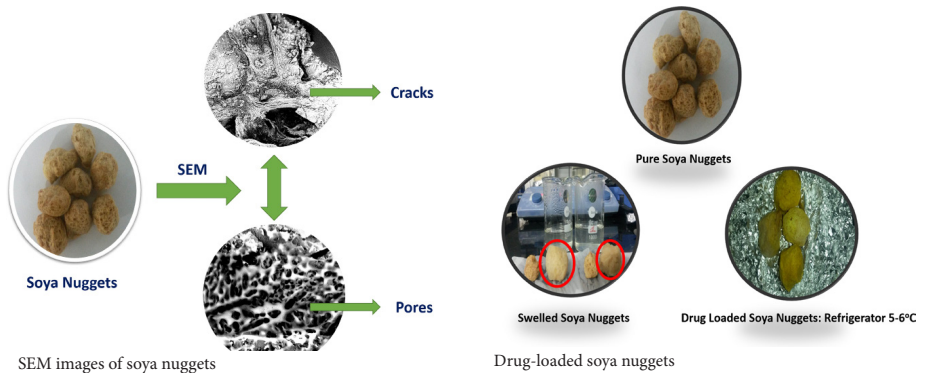 Cracks
SEM
Soya Nuggets
Pores
SEM images of soya nuggets
Pure Soya Nuggets
Swelled Soya Nuggets
Drug Loaded Soya Nuggets: Refrigerator 5-6°C
Drug-loaded soya nuggets